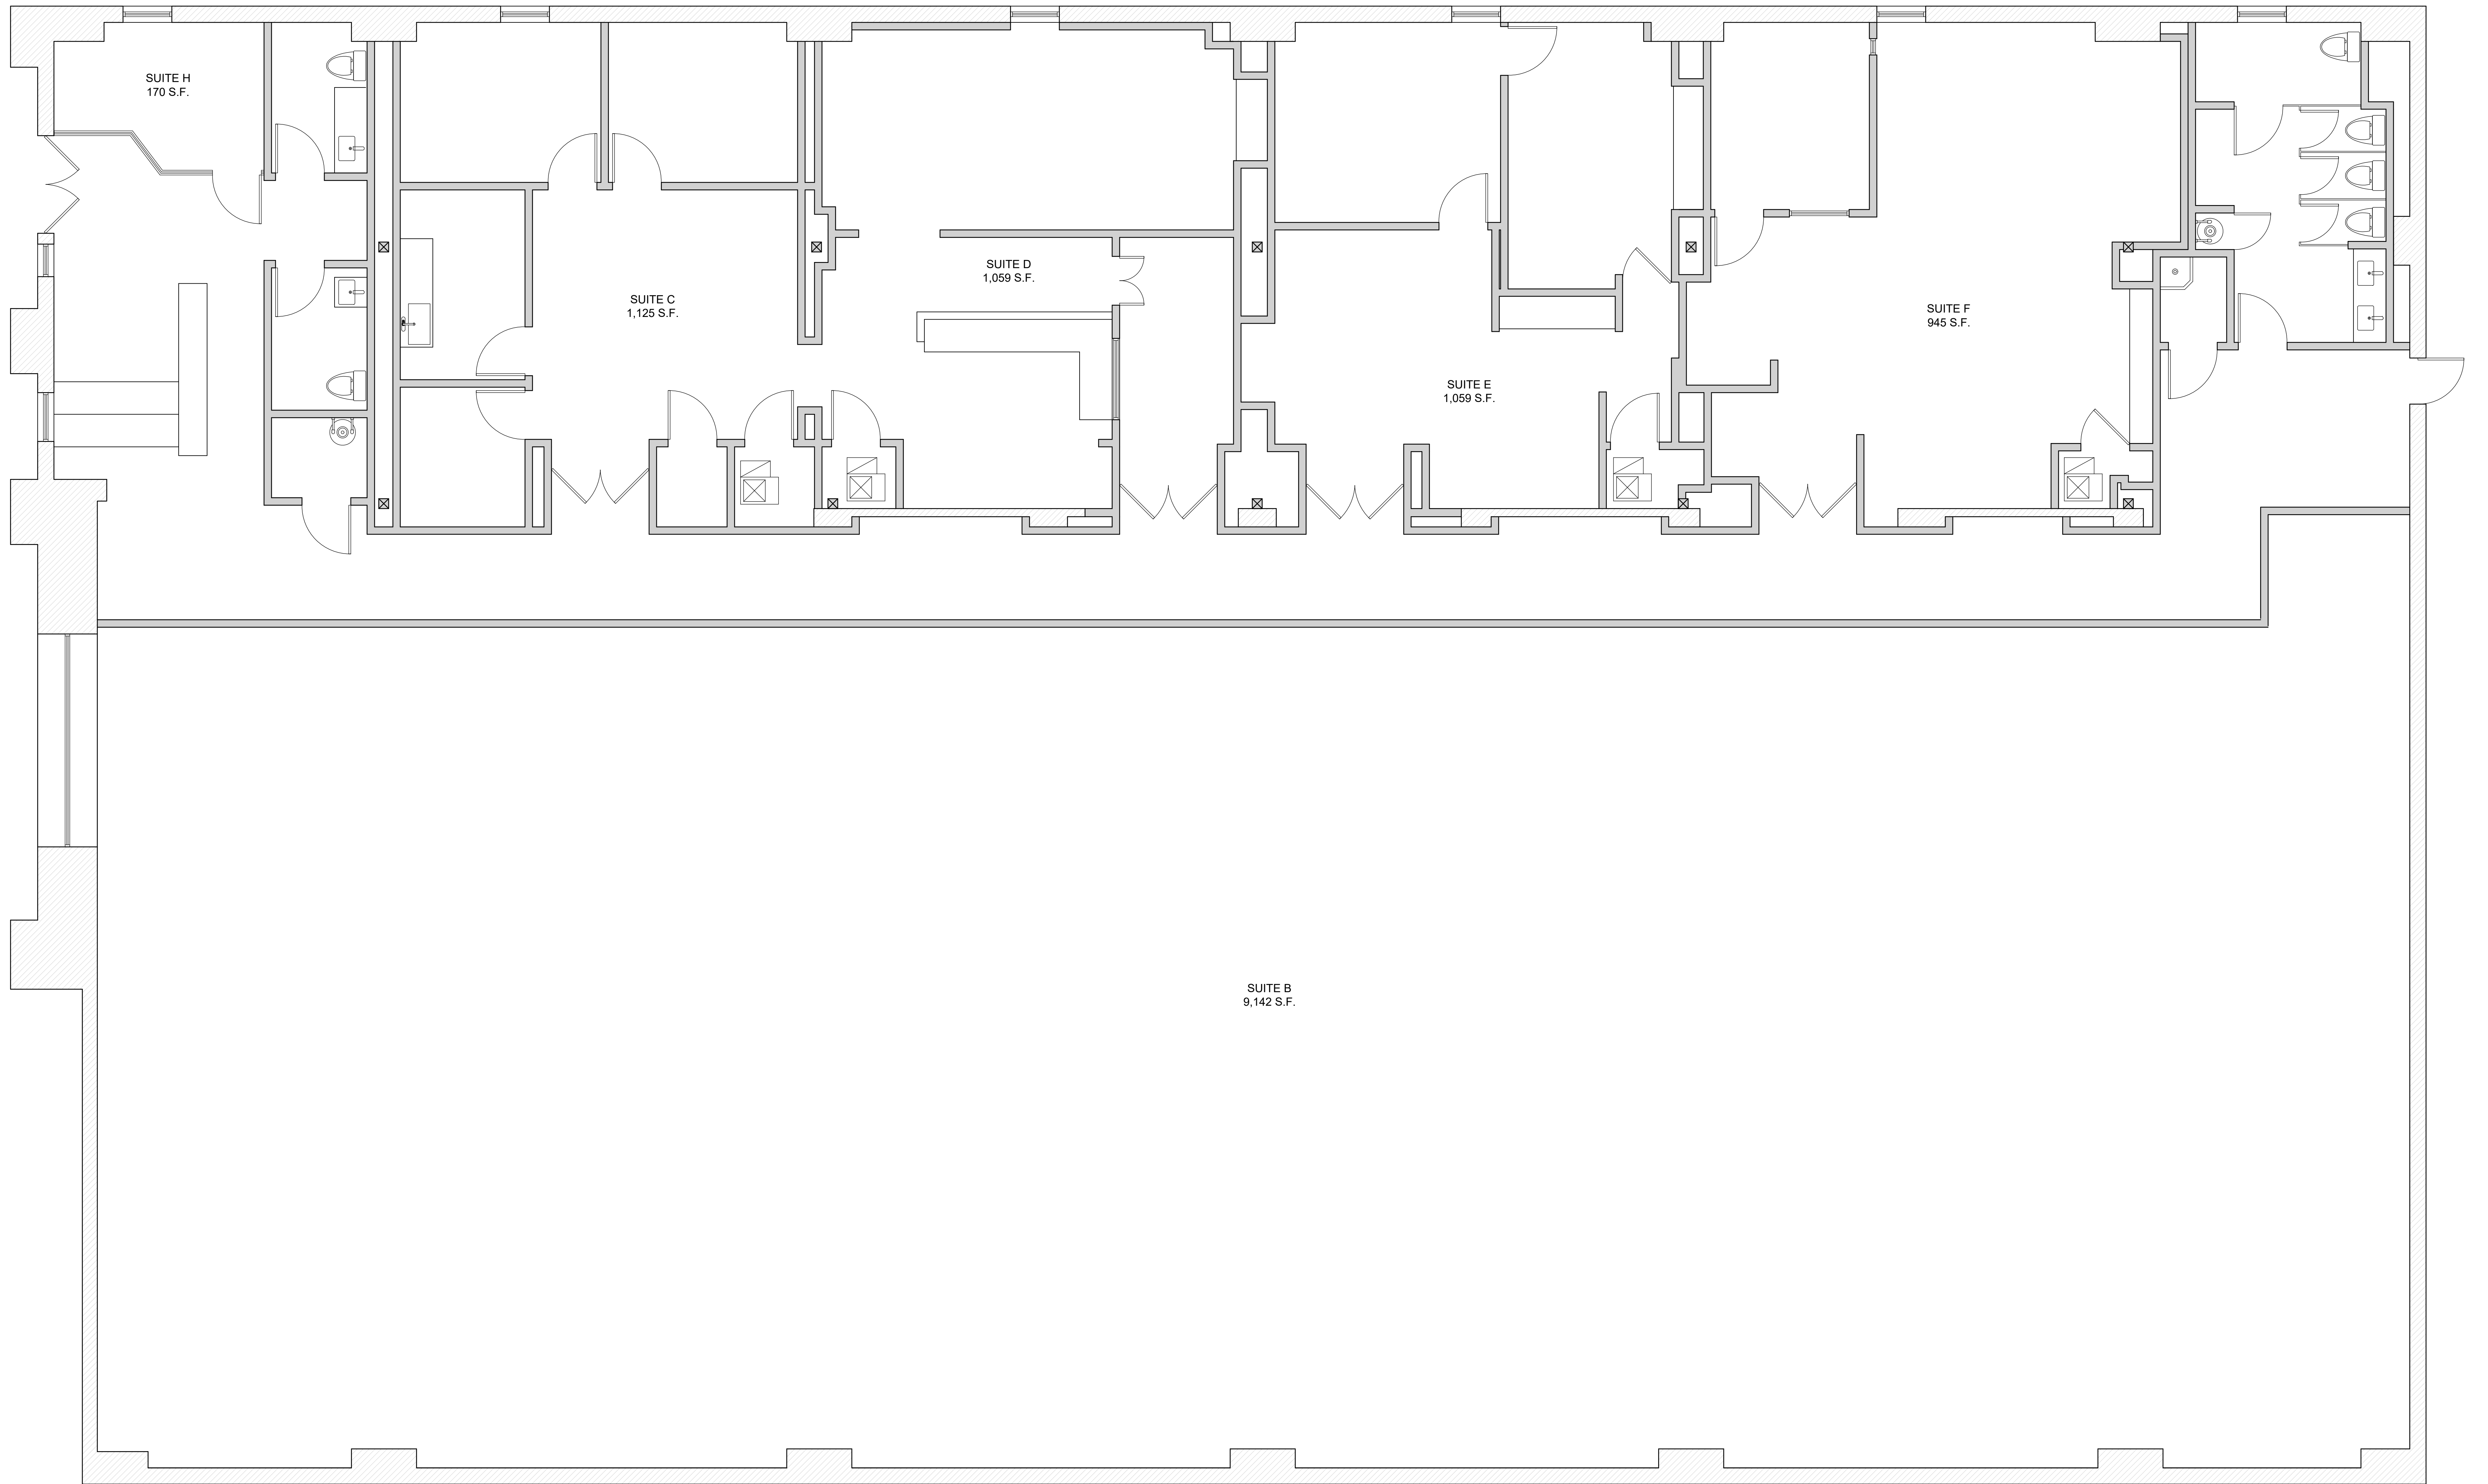 SUITE H
170 S.F.
SUITE C
1,125 S.F.
SUITE D
1,059 S.F.
SUITE E
1,059 S.F.
SUITE F
945 S.F.
SUITE B
9,142 S.F.